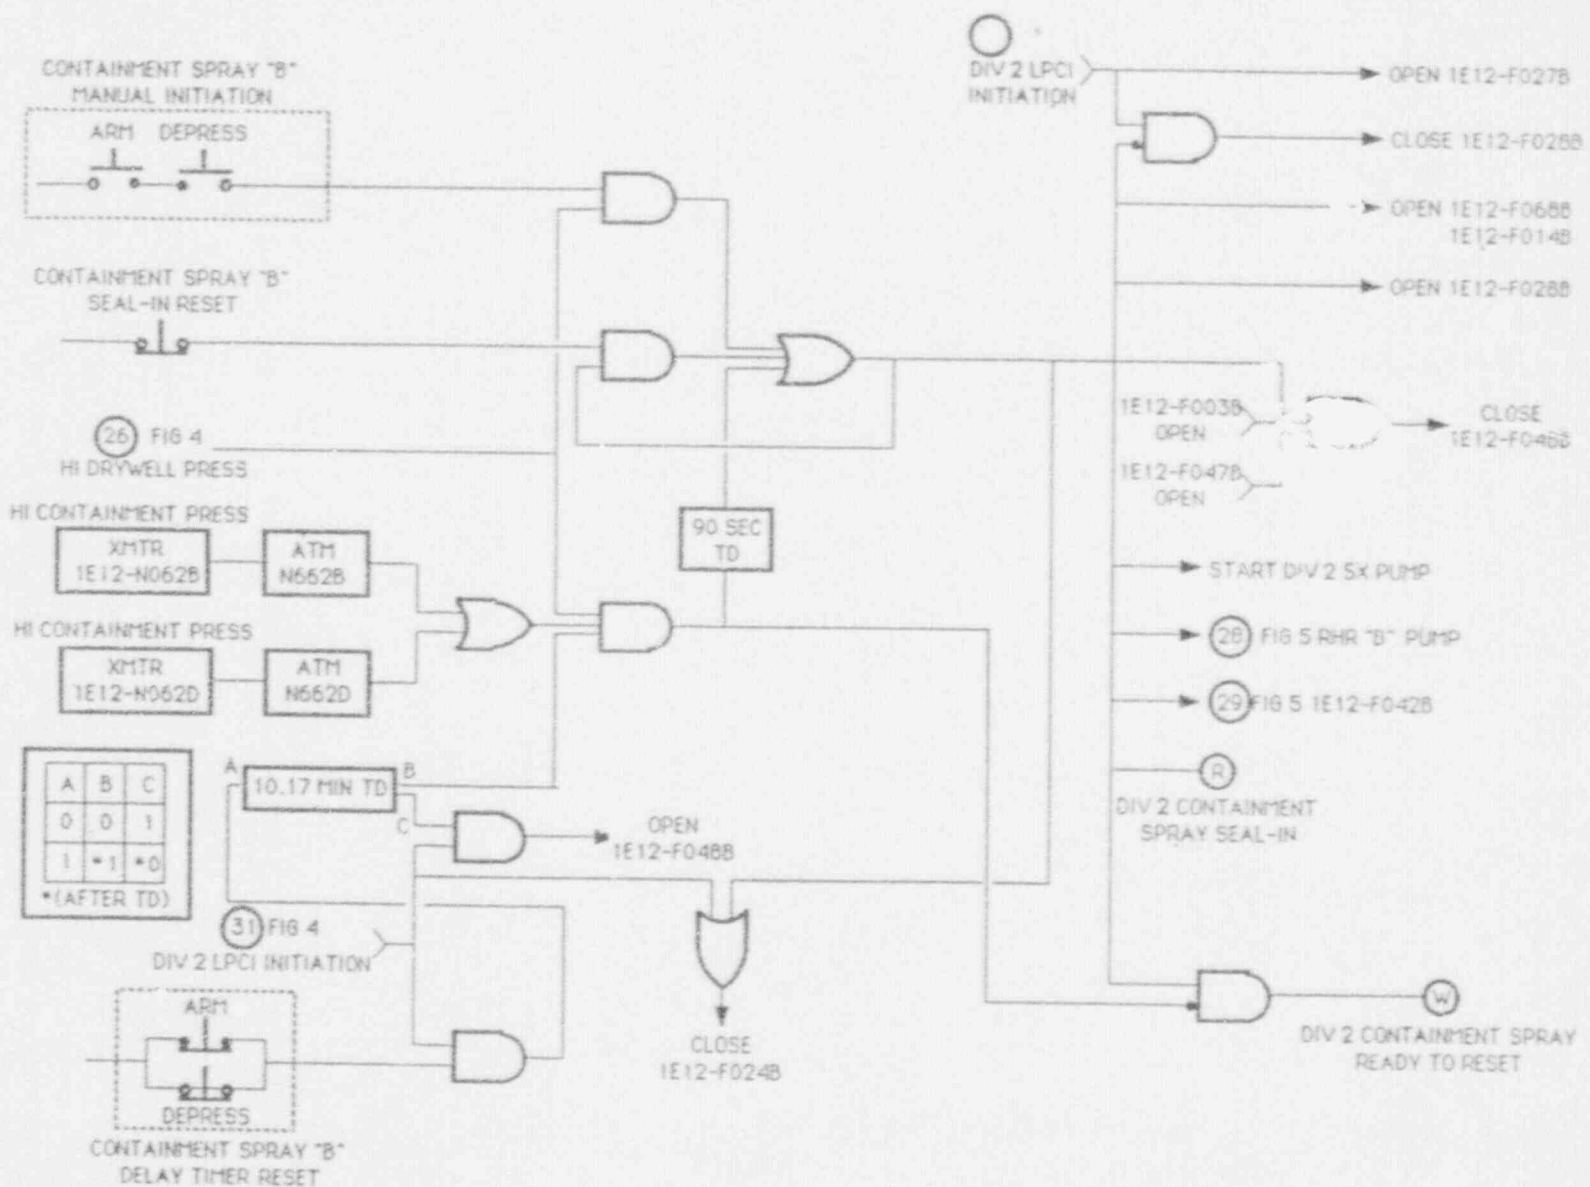 CONTAINMENT SPRAY "B"
MANUAL INITIATION
ARM DEPRESS
CONTAINMENT SPRAY "B"
SEAL-IN RESET
26 FIG 4
HI DRYWELL PRESS
HI CONTAINMENT PRESS
XMTR
1E12-N062B
ATM
N662B
HI CONTAINMENT PRESS
XMTR
1E12-N062D
ATM
N662D
90 SEC
TD
A B C
0 0 1
1 *1 *0
*(AFTER TD)
A
10.17 MIN TD
B
C
OPEN
1E12-F048B
31 FIG 4
DIV 2 LPCI INITIATION
ARM
DEPRESS
CONTAINMENT SPRAY "B"
DELAY TIMER RESET
CLOSE
1E12-F024B
DIV 2 LPCI
INITIATION
OPEN 1E12-F027B
CLOSE 1E12-F028B
OPEN 1E12-F068B
1E12-F014B
OPEN 1E12-F028B
1E12-F003B
OPEN
1E12-F047B
OPEN
CLOSE
1E12-F046B
START DIV 2 SX PUMP
28 FIG 5 RHR "B" PUMP
29 FIG 5 1E12-F042B
R
DIV 2 CONTAINMENT
SPRAY SEAL-IN
W
DIV 2 CONTAINMENT SPRAY
READY TO RESET